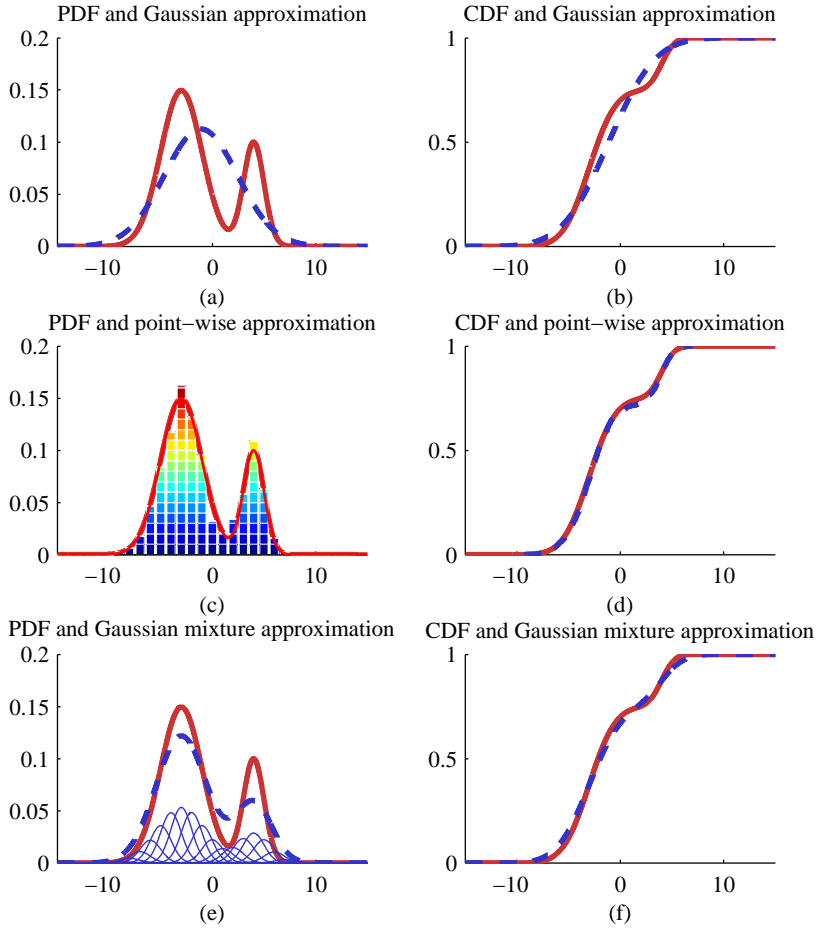 PDF and Gaussian approximation
0.2
0.15
0.1
0.05
0
−10 0 10
(a)
CDF and Gaussian approximation
1
0.5
0
−10 0 10
(b)
PDF and point−wise approximation
0.2
0.15
0.1
0.05
0
−10 0 10
(c)
CDF and point−wise approximation
1
0.5
0
−10 0 10
(d)
PDF and Gaussian mixture approximation
0.2
0.15
0.1
0.05
0
−10 0 10
(e)
CDF and Gaussian mixture approximation
1
0.5
0
−10 0 10
(f)